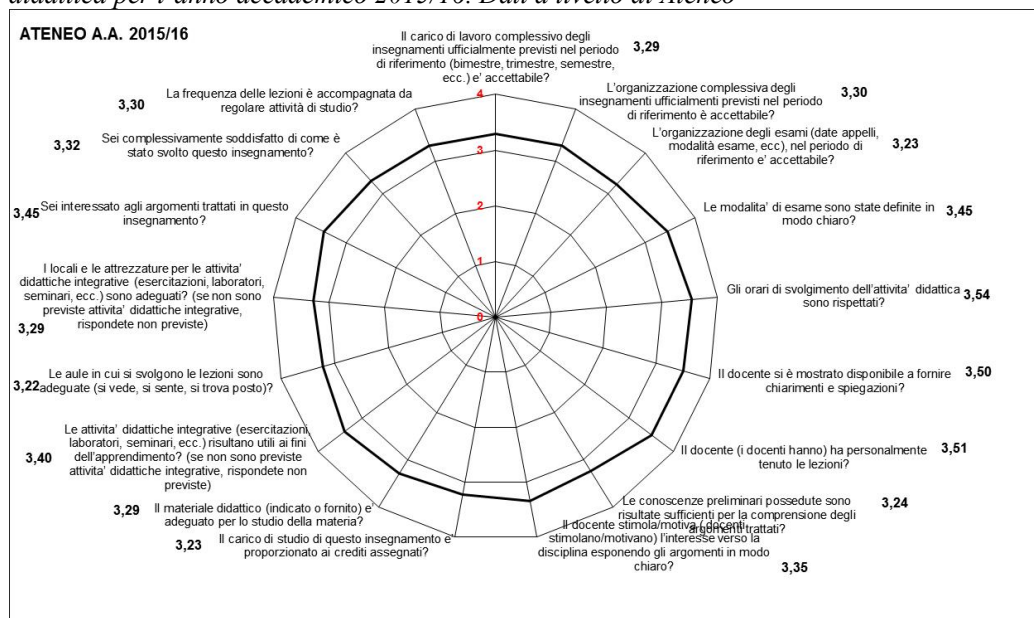 didattica per l'anno accademico 2015/16. Dati a livello di Ateneo
ATENEO A.A. 2015/16
Il carico di lavoro complessivo degli
insegnamenti ufficialmente previsti nel periodo
di riferimento (bimestre, trimestre, semestre,
ecc.) e' accettabile?
3,29
L'organizzazione complessiva degli
insegnamenti ufficialmenti previsti nel periodo
di riferimento è accettabile?
3,30
L'organizzazione degli esami (date appelli,
modalità esame, ecc), nel periodo di
riferimento e' accettabile?
3,23
Le modalita' di esame sono state definite in
modo chiaro?
3,45
Gli orari di svolgimento dell'attivita' didattica
sono rispettati?
3,54
Il docente si è mostrato disponibile a fornire
chiarimenti e spiegazioni?
3,50
Il docente (i docenti hanno) ha personalmente
tenuto le lezioni?
3,51
Le conoscenze preliminari possedute sono
risultate sufficienti per la comprensione degli
argomenti trattati?
3,24
Il docente stimola/motiva (i docenti
stimolano/motivano) l'interesse verso la
disciplina esponendo gli argomenti in modo
chiaro?
3,35
Il carico di studio di questo insegnamento e'
proporzionato ai crediti assegnati?
3,23
Il materiale didattico (indicato o fornito) e'
adeguato per lo studio della materia?
3,29
Le attivita' didattiche integrative (esercitazioni,
laboratori, seminari, ecc.) risultano utili ai fini
dell'apprendimento? (se non sono previste
attivita' didattiche integrative, rispondete non
previste)
3,40
Le aule in cui si svolgono le lezioni sono
adeguate (si vede, si sente, si trova posto)?
3,22
I locali e le attrezzature per le attivita'
didattiche integrative (esercitazioni, laboratori,
seminari, ecc.) sono adeguati? (se non sono
previste attivita' didattiche integrative,
rispondete non previste)
3,29
Sei interessato agli argomenti trattati in questo
insegnamento?
3,45
Sei complessivamente soddisfatto di come è
stato svolto questo insegnamento?
3,32
La frequenza delle lezioni è accompagnata da
regolare attività di studio?
3,30
4
3
2
1
0